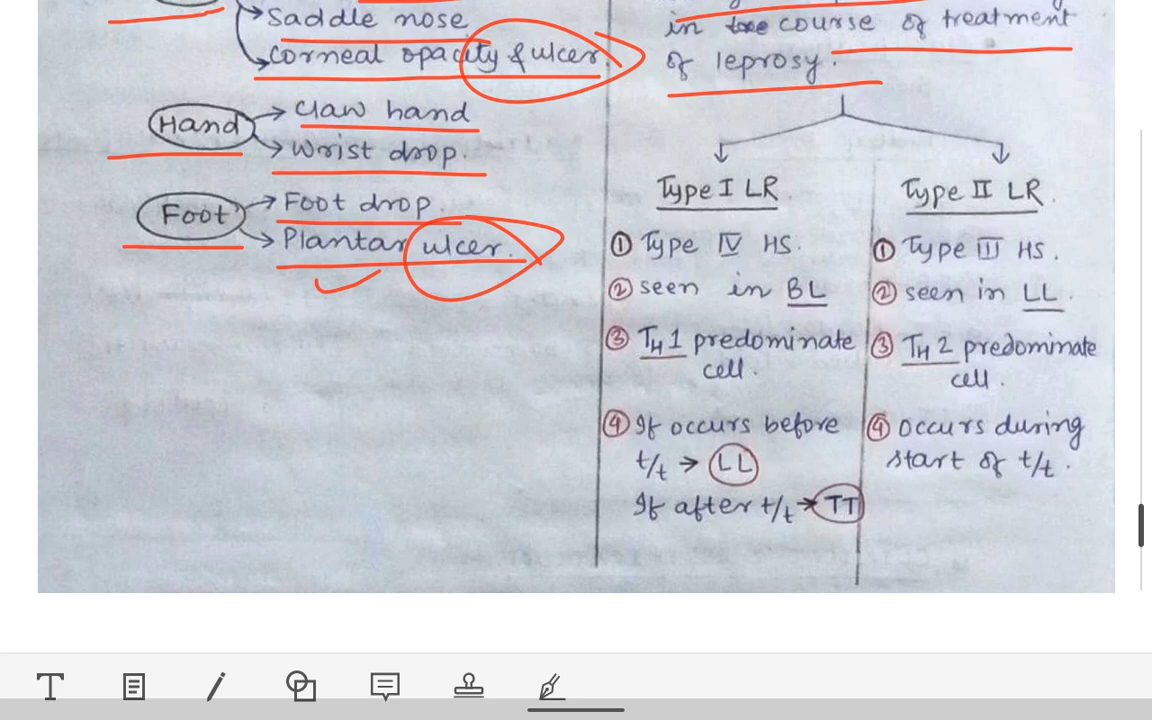 Saddle nose
Corneal opacity & ulcer.
Hand
Claw hand
Wrist drop.
Foot
Foot drop.
Plantar ulcer.
in the course of treatment
of leprosy.
Type I LR
① Type IV HS.
② seen in BL
③ TH1 predominate
cell.
④ If occurs before
t/t → LL
If after t/t → TT
Type II LR.
① Type III HS.
② seen in LL.
③ TH2 predominate
cell.
④ occurs during
start of t/t.
T